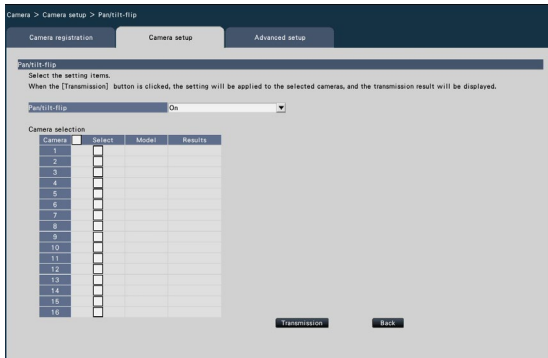 Camera > Camera setup > Pan/tilt-flip
Camera registration Camera setup Advanced setup
Pan/tilt-flip
Select the setting items.
When the [Transmission] button is clicked, the setting will be applied to the selected cameras, and the transmission result will be displayed.
Pan/tilt-flip On
Camera selection
Camera Select Model Results
1
2
3
4
5
6
7
8
9
10
11
12
13
14
15
16
Transmission Back